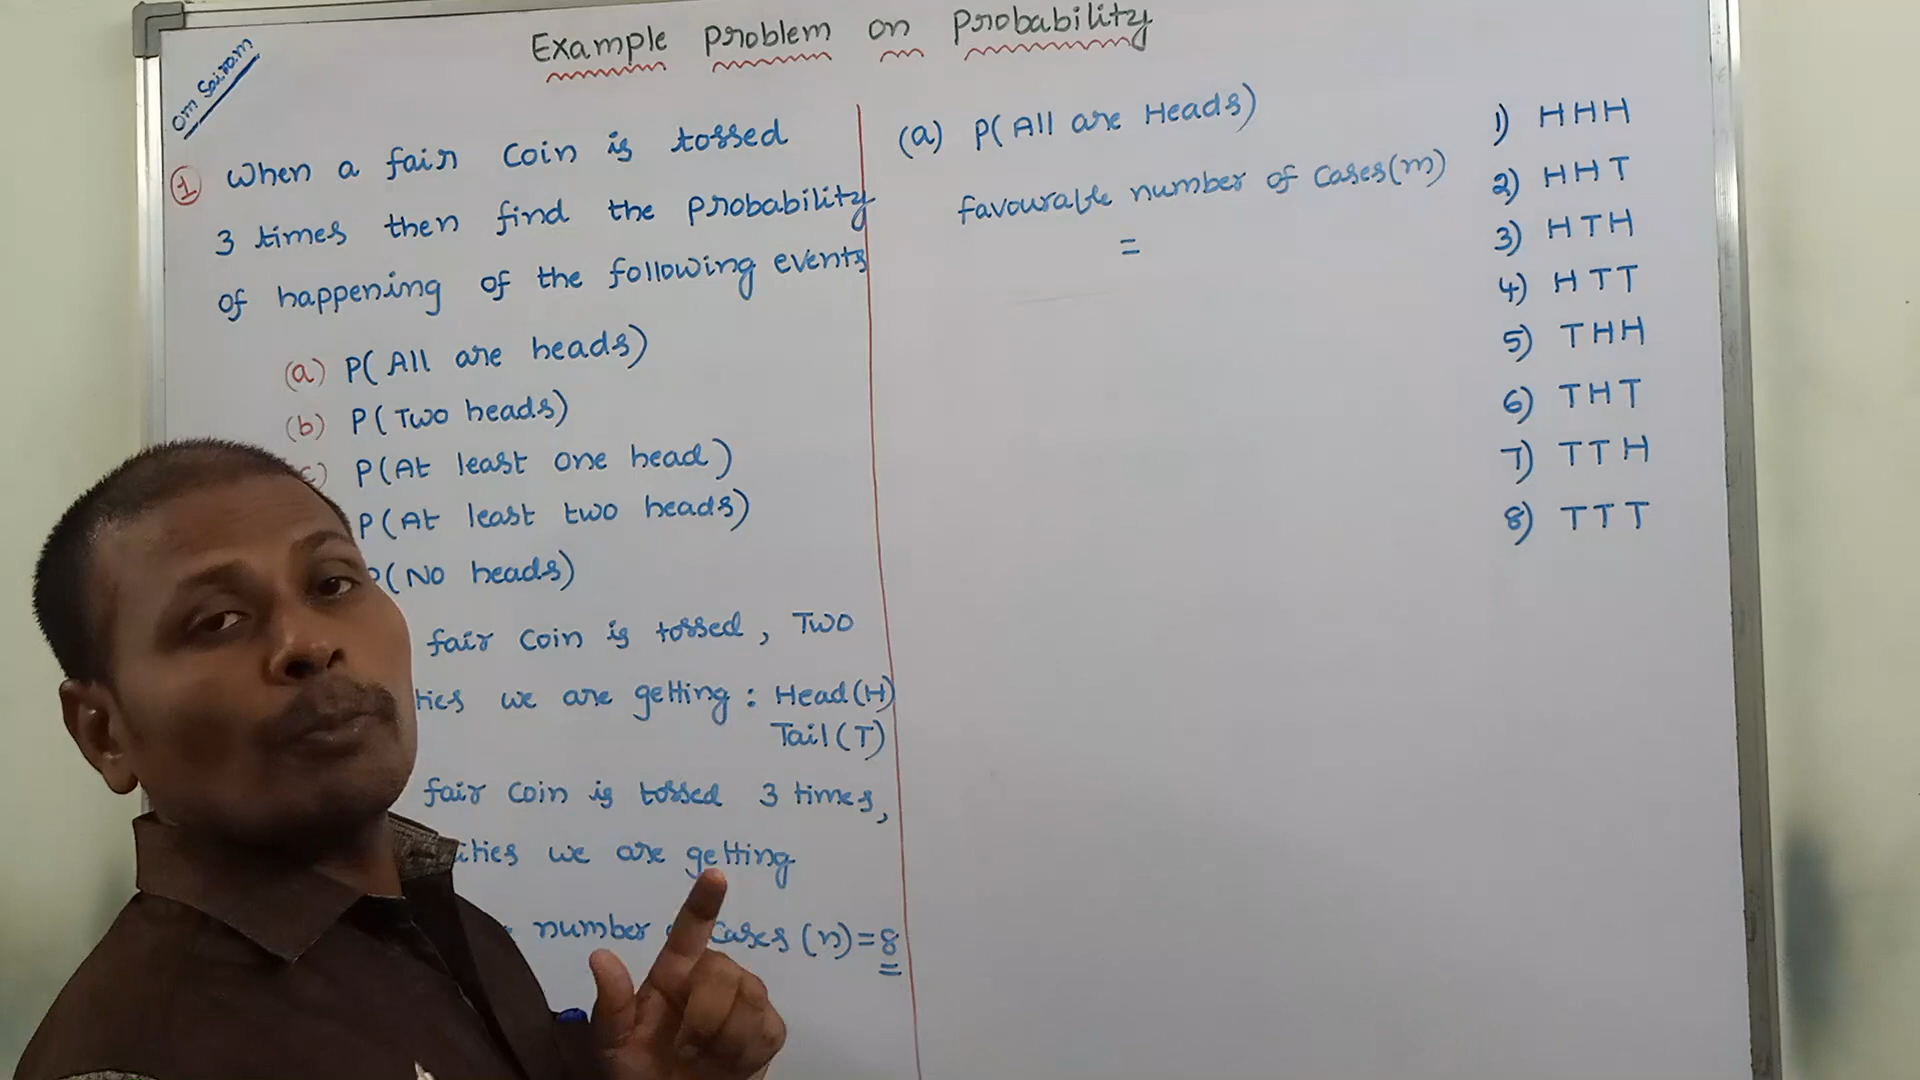 Example problem on probability
Om Sairam
1 When a fair coin is tossed
3 times then find the probability
of happening of the following events
(a) P(All are heads)
(b) P(Two heads)
c) P(At least one head)
P(At least two heads)
P(No heads)
fair coin is tossed, Two
ties we are getting : Head(H)
Tail(T)
fair coin is tossed 3 times,
ities we are getting
number cases (n)=8
(a) P(All are Heads)
favourable number of cases(m)
=
1) HHH
2) HHT
3) HTH
4) HTT
5) THH
6) THT
7) TTH
8) TTT